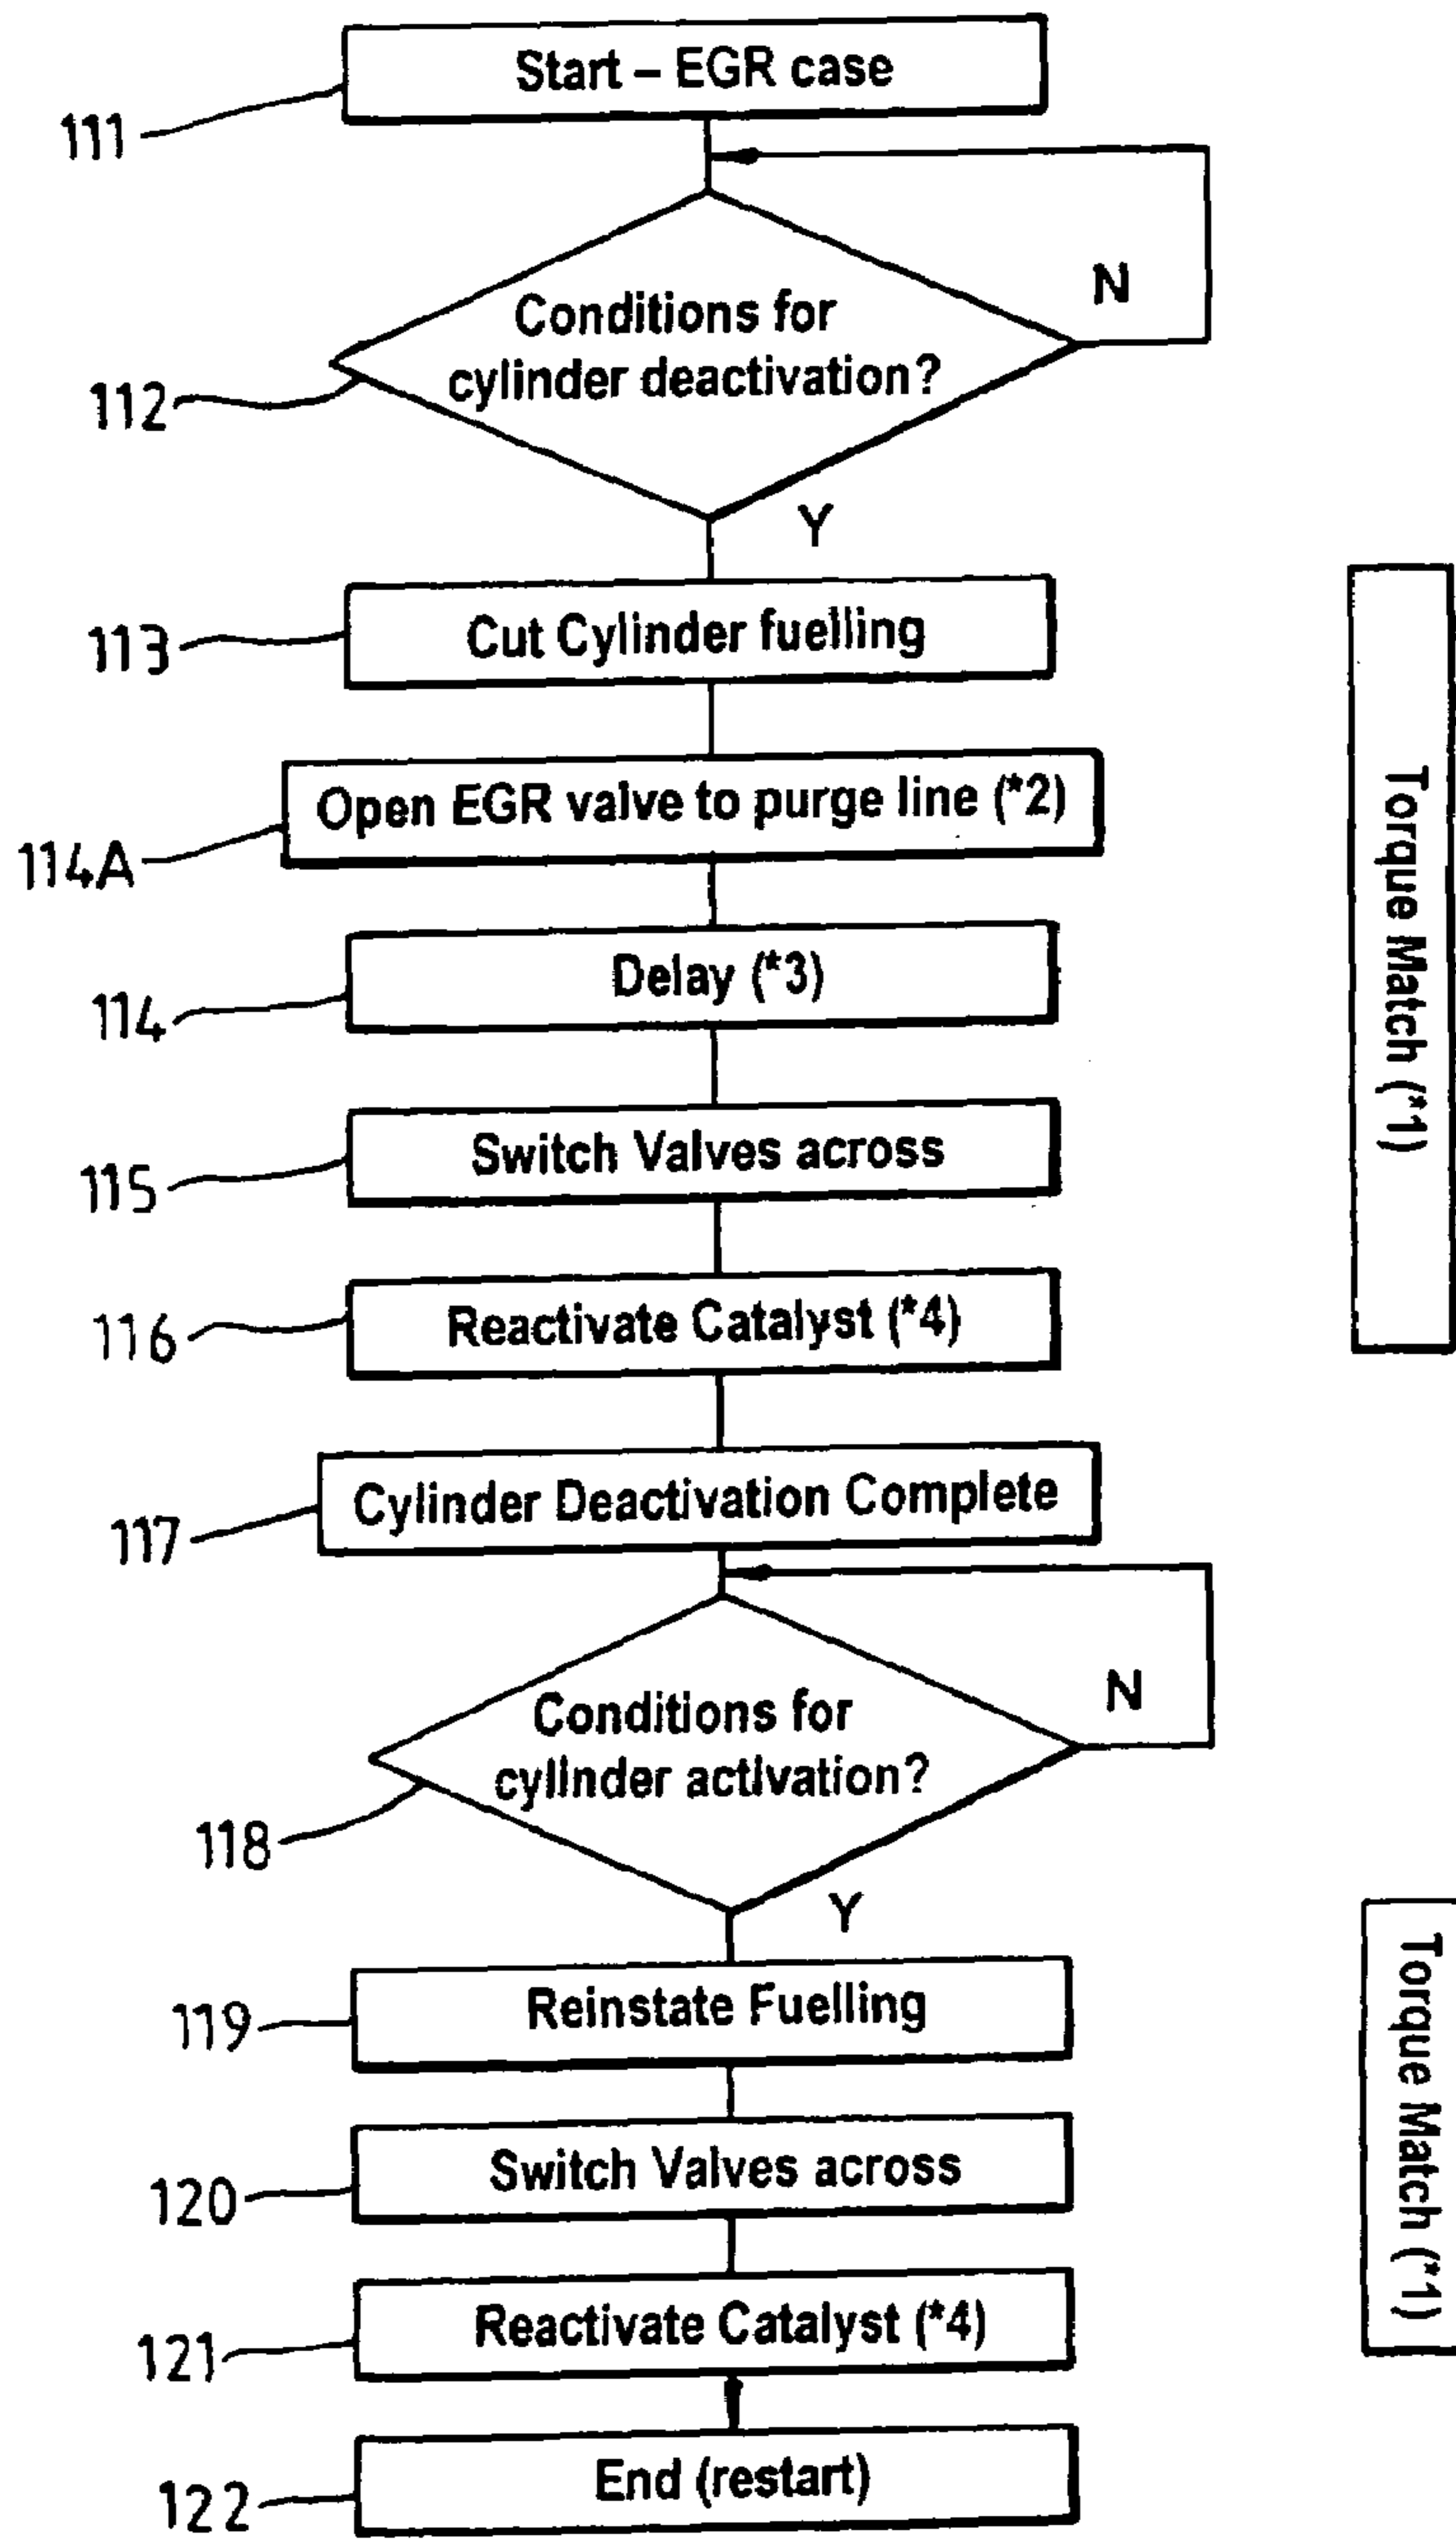 Start – EGR case
111
N
Conditions for
cylinder deactivation?
112
Y
Cut Cylinder fuelling
113
Open EGR valve to purge line (*2)
114A
Delay (*3)
114
Torque Match (*1)
Switch Valves across
115
Reactivate Catalyst (*4)
116
Cylinder Deactivation Complete
117
N
Conditions for
cylinder activation?
118
Y
Reinstate Fuelling
119
Switch Valves across
120
Torque Match (*1)
Reactivate Catalyst (*4)
121
End (restart)
122